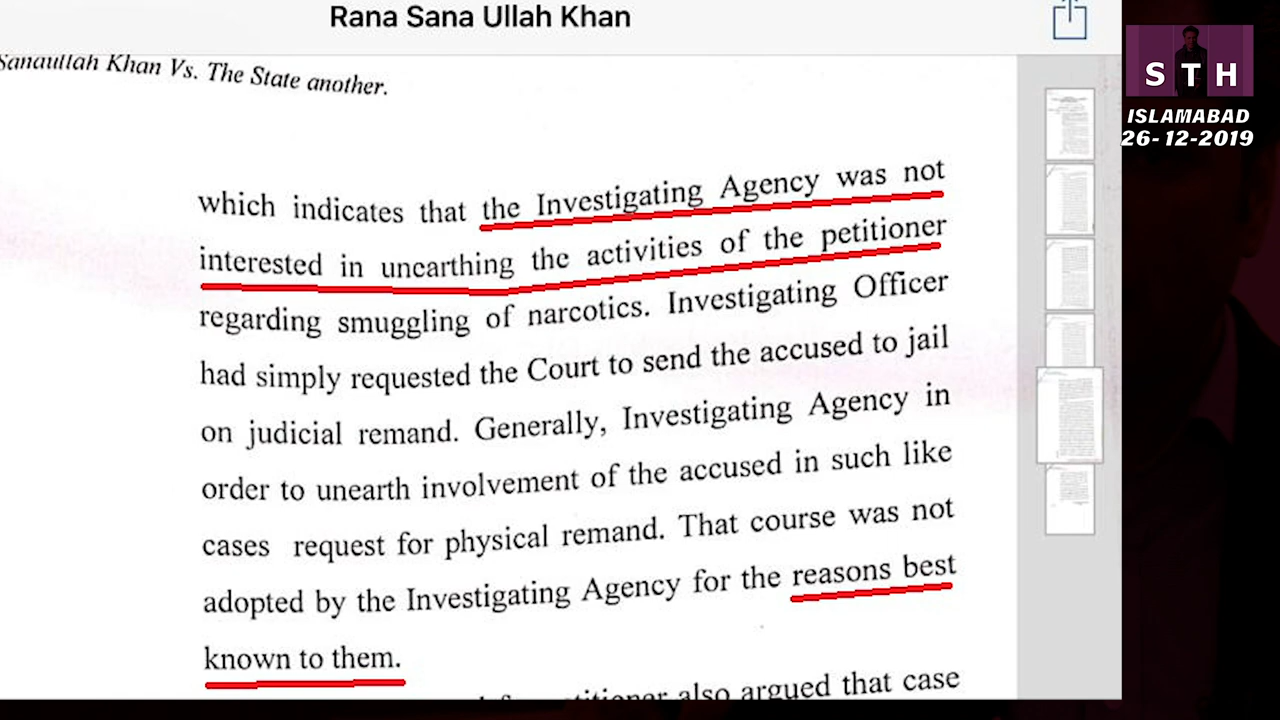 Rana Sana Ullah Khan
Sanaullah Khan Vs. The State another.
S T H
ISLAMABAD
26-12-2019
which indicates that the Investigating Agency was not
interested in unearthing the activities of the petitioner
regarding smuggling of narcotics. Investigating Officer
had simply requested the Court to send the accused to jail
on judicial remand. Generally, Investigating Agency in
order to unearth involvement of the accused in such like
cases request for physical remand. That course was not
adopted by the Investigating Agency for the reasons best
known to them.
also argued that case